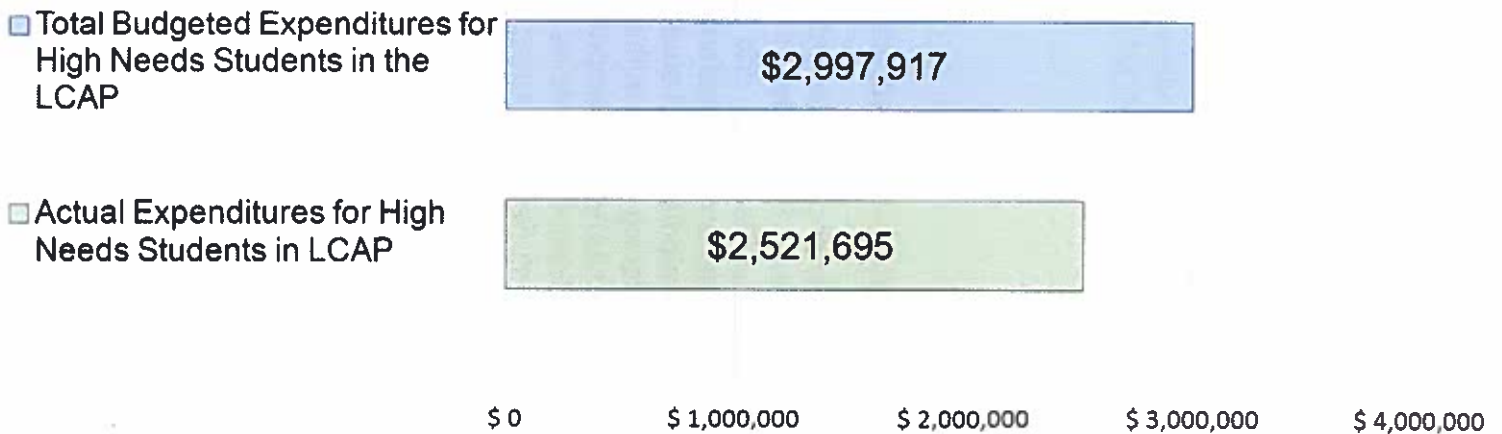 Total Budgeted Expenditures for
High Needs Students in the
LCAP
$2,997,917
Actual Expenditures for High
Needs Students in LCAP
$2,521,695
$ 0 $ 1,000,000 $ 2,000,000 $ 3,000,000 $ 4,000,000